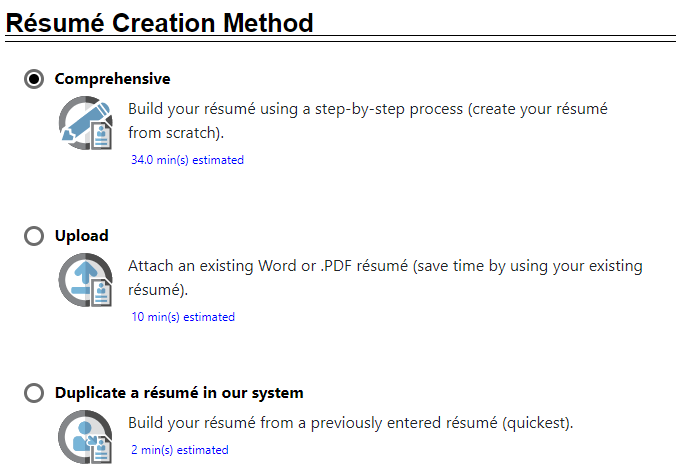 Résumé Creation Method
Comprehensive
Build your résumé using a step-by-step process (create your résumé
from scratch).
34.0 min(s) estimated
Upload
Attach an existing Word or .PDF résumé (save time by using your existing
résumé).
10 min(s) estimated
Duplicate a résumé in our system
Build your résumé from a previously entered résumé (quickest).
2 min(s) estimated